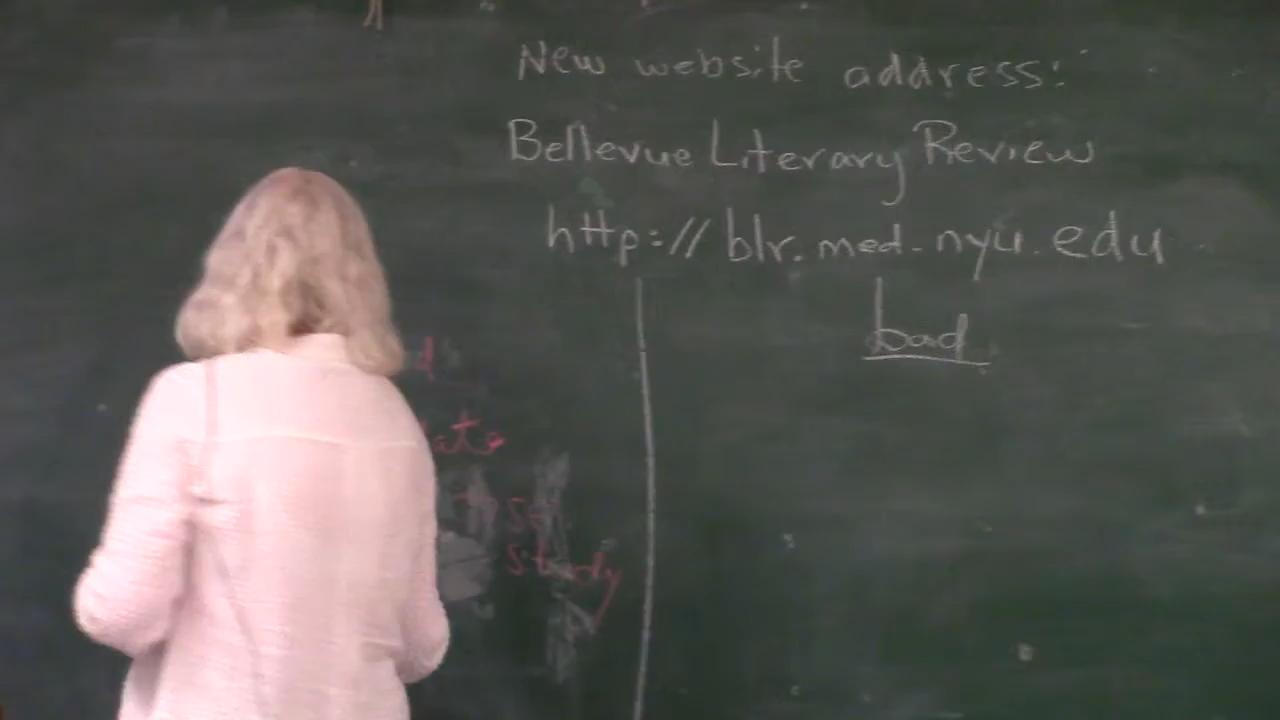 New website address:
Bellevue Literary Review
http://blr.med.nyu.edu
bad
study